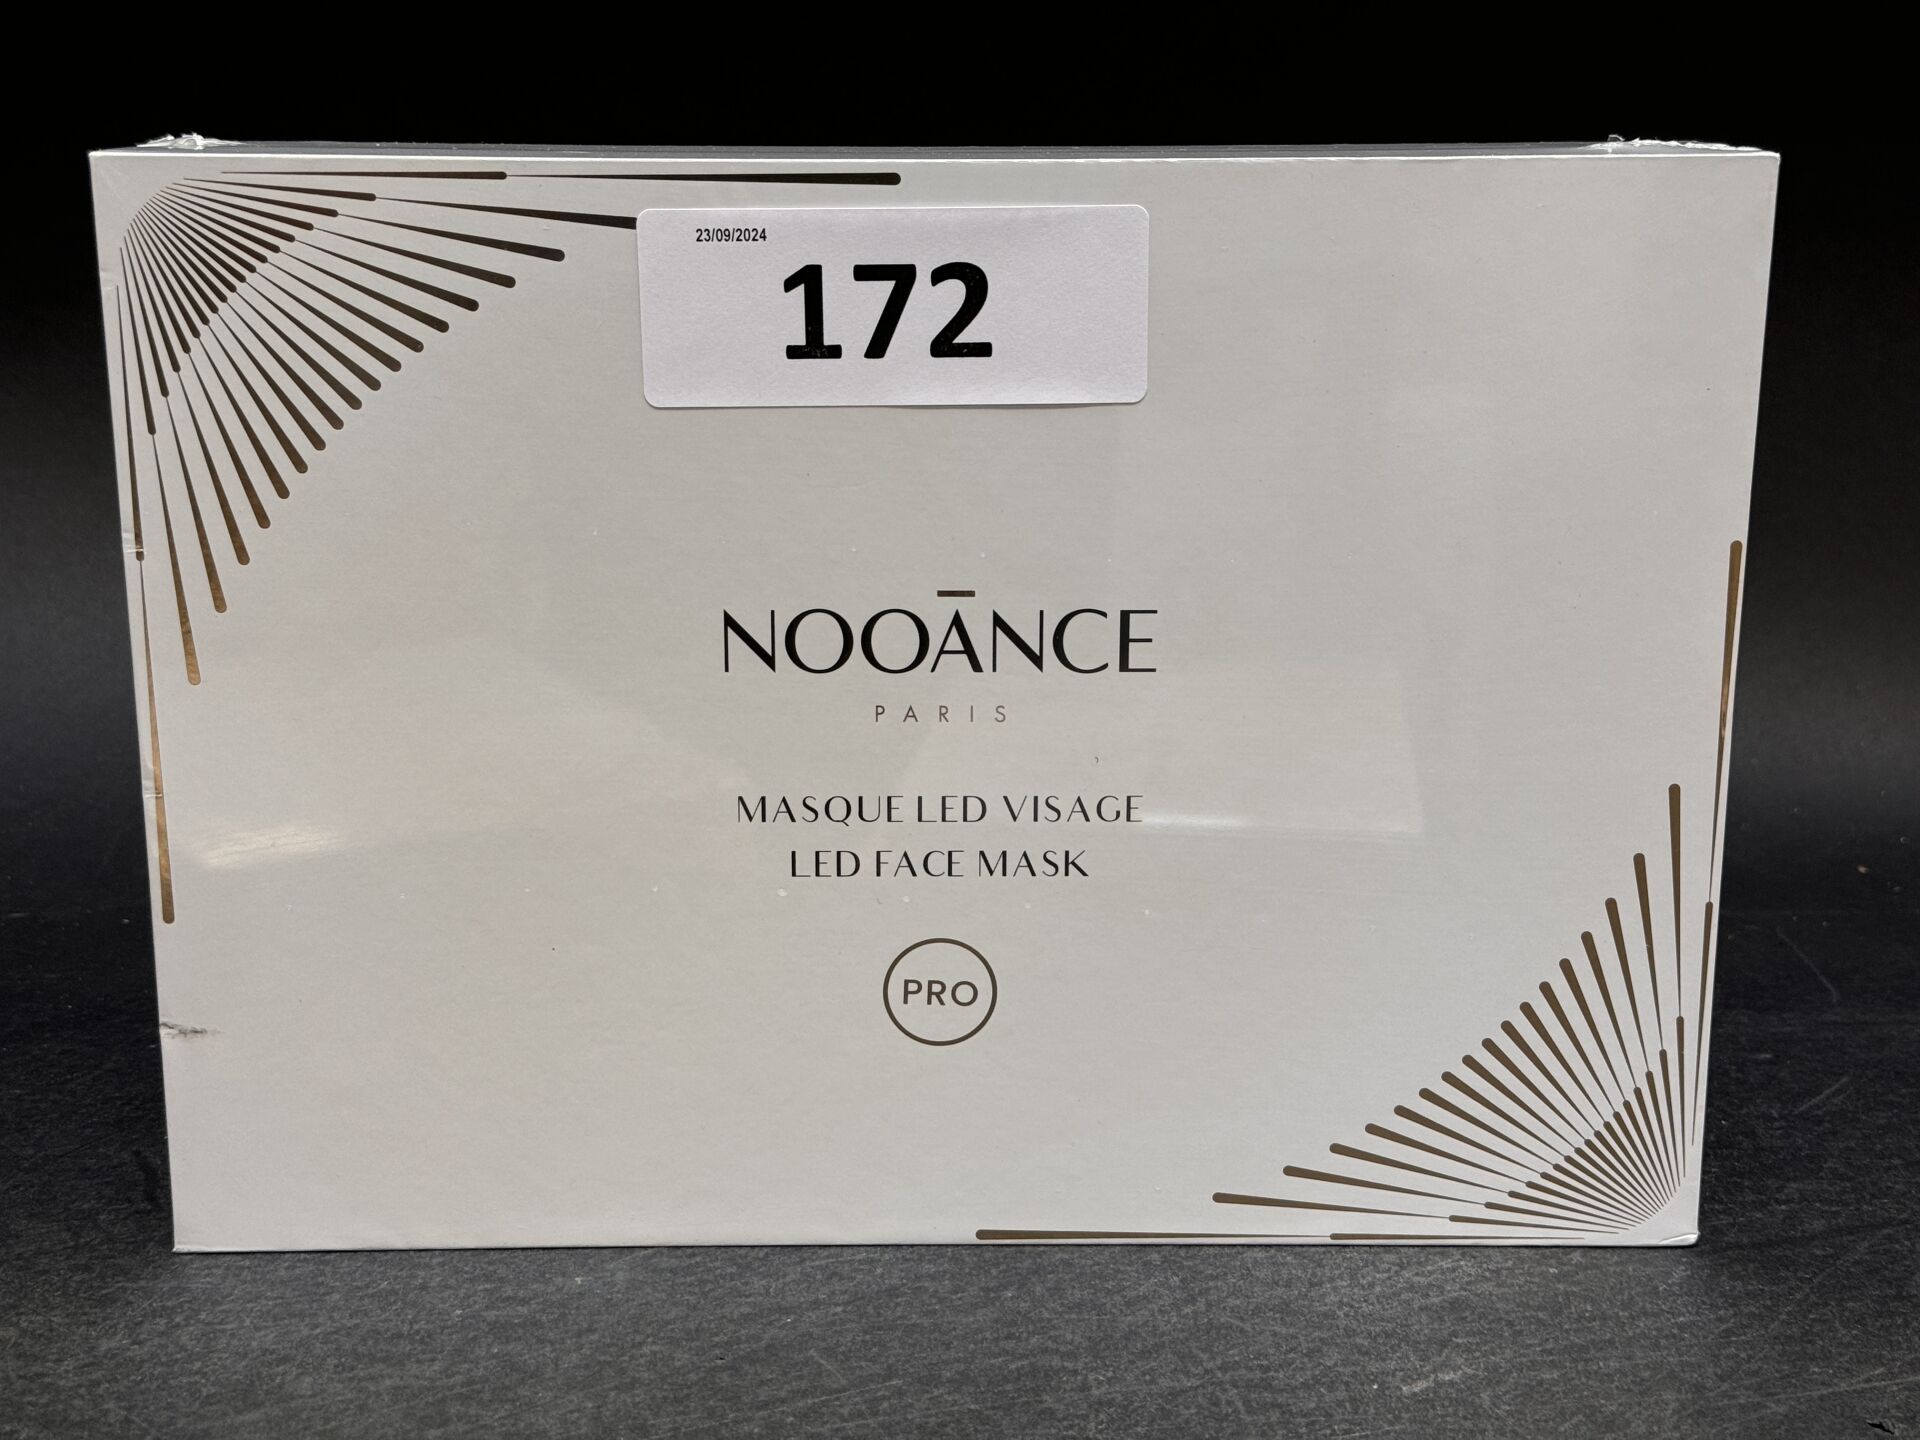 23/09/2024
172
NOOĀNCE
PARIS
MASQUE LED VISAGE
LED FACE MASK
PRO